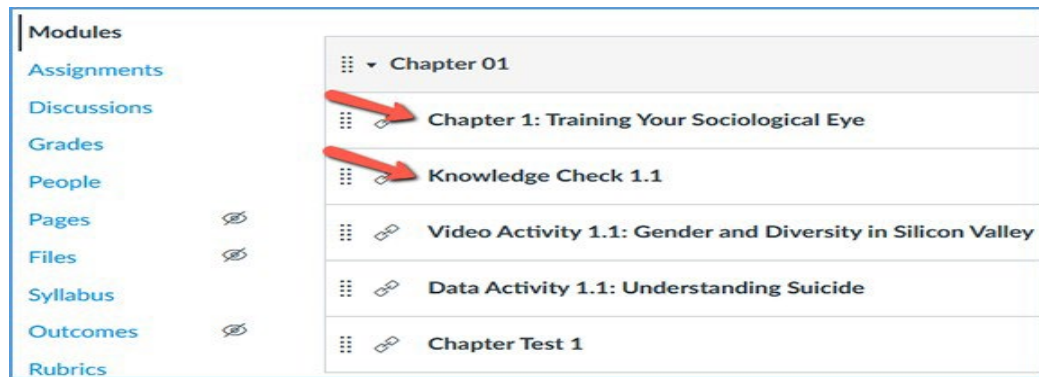 Modules
Assignments
Discussions
Grades
People
Pages
Files
Syllabus
Outcomes
Rubrics
Chapter 01
Chapter 1: Training Your Sociological Eye
Knowledge Check 1.1
Video Activity 1.1: Gender and Diversity in Silicon Valley
Data Activity 1.1: Understanding Suicide
Chapter Test 1